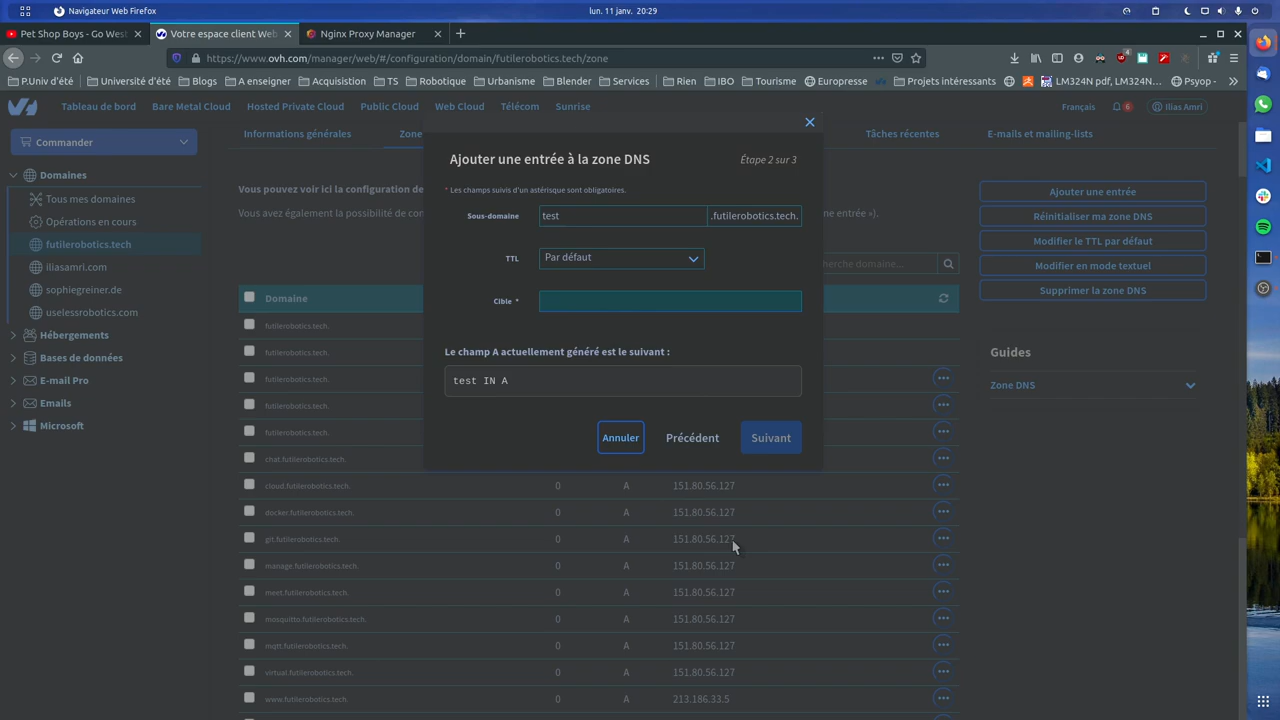 Navigateur Web Firefox
lun. 11 janv. 20:29
Pet Shop Boys - Go West
Votre espace client Web
Nginx Proxy Manager
https://www.ovh.com/manager/web/#/configuration/domain/futilerobotics.tech/zone
P.Univ d'été
Université d'été
Blogs
A enseigner
Acquisition
TS
Robotique
Urbanisme
Blender
Services
Rien
IBO
Tourisme
Europresse
Projets intéressants
LM324N pdf, LM324N...
Psyop -
Tableau de bord
Bare Metal Cloud
Hosted Private Cloud
Public Cloud
Web Cloud
Télécom
Sunrise
Français
6
Ilias Amri
Commander
Domaines
Tous mes domaines
Opérations en cours
futilerobotics.tech
iliasamri.com
sophiegreiner.de
uselessrobotics.com
Hébergements
Bases de données
E-mail Pro
Emails
Microsoft
Informations générales
Zone
Tâches récentes
E-mails et mailing-lists
Vous pouvez voir ici la configuration de
Vous avez également la possibilité de con
e entrée »).
herche domaine...
Ajouter une entrée
Réinitialiser ma zone DNS
Modifier le TTL par défaut
Modifier en mode textuel
Supprimer la zone DNS
Guides
Zone DNS
Ajouter une entrée à la zone DNS
Étape 2 sur 3
* Les champs suivis d'un astérisque sont obligatoires.
Sous-domaine
test
.futilerobotics.tech.
TTL
Par défaut
Cible *
Le champ A actuellement généré est le suivant :
test IN A
Annuler
Précédent
Suivant
Domaine
futilerobotics.tech.
futilerobotics.tech.
futilerobotics.tech.
futilerobotics.tech.
futilerobotics.tech.
chat.futilerobotics.tech.
cloud.futilerobotics.tech. 0 A 151.80.56.127
docker.futilerobotics.tech. 0 A 151.80.56.127
git.futilerobotics.tech. 0 A 151.80.56.127
manage.futilerobotics.tech. 0 A 151.80.56.127
meet.futilerobotics.tech. 0 A 151.80.56.127
mosquitto.futilerobotics.tech. 0 A 151.80.56.127
mqtt.futilerobotics.tech. 0 A 151.80.56.127
virtual.futilerobotics.tech. 0 A 151.80.56.127
www.futilerobotics.tech. 0 A 213.186.33.5